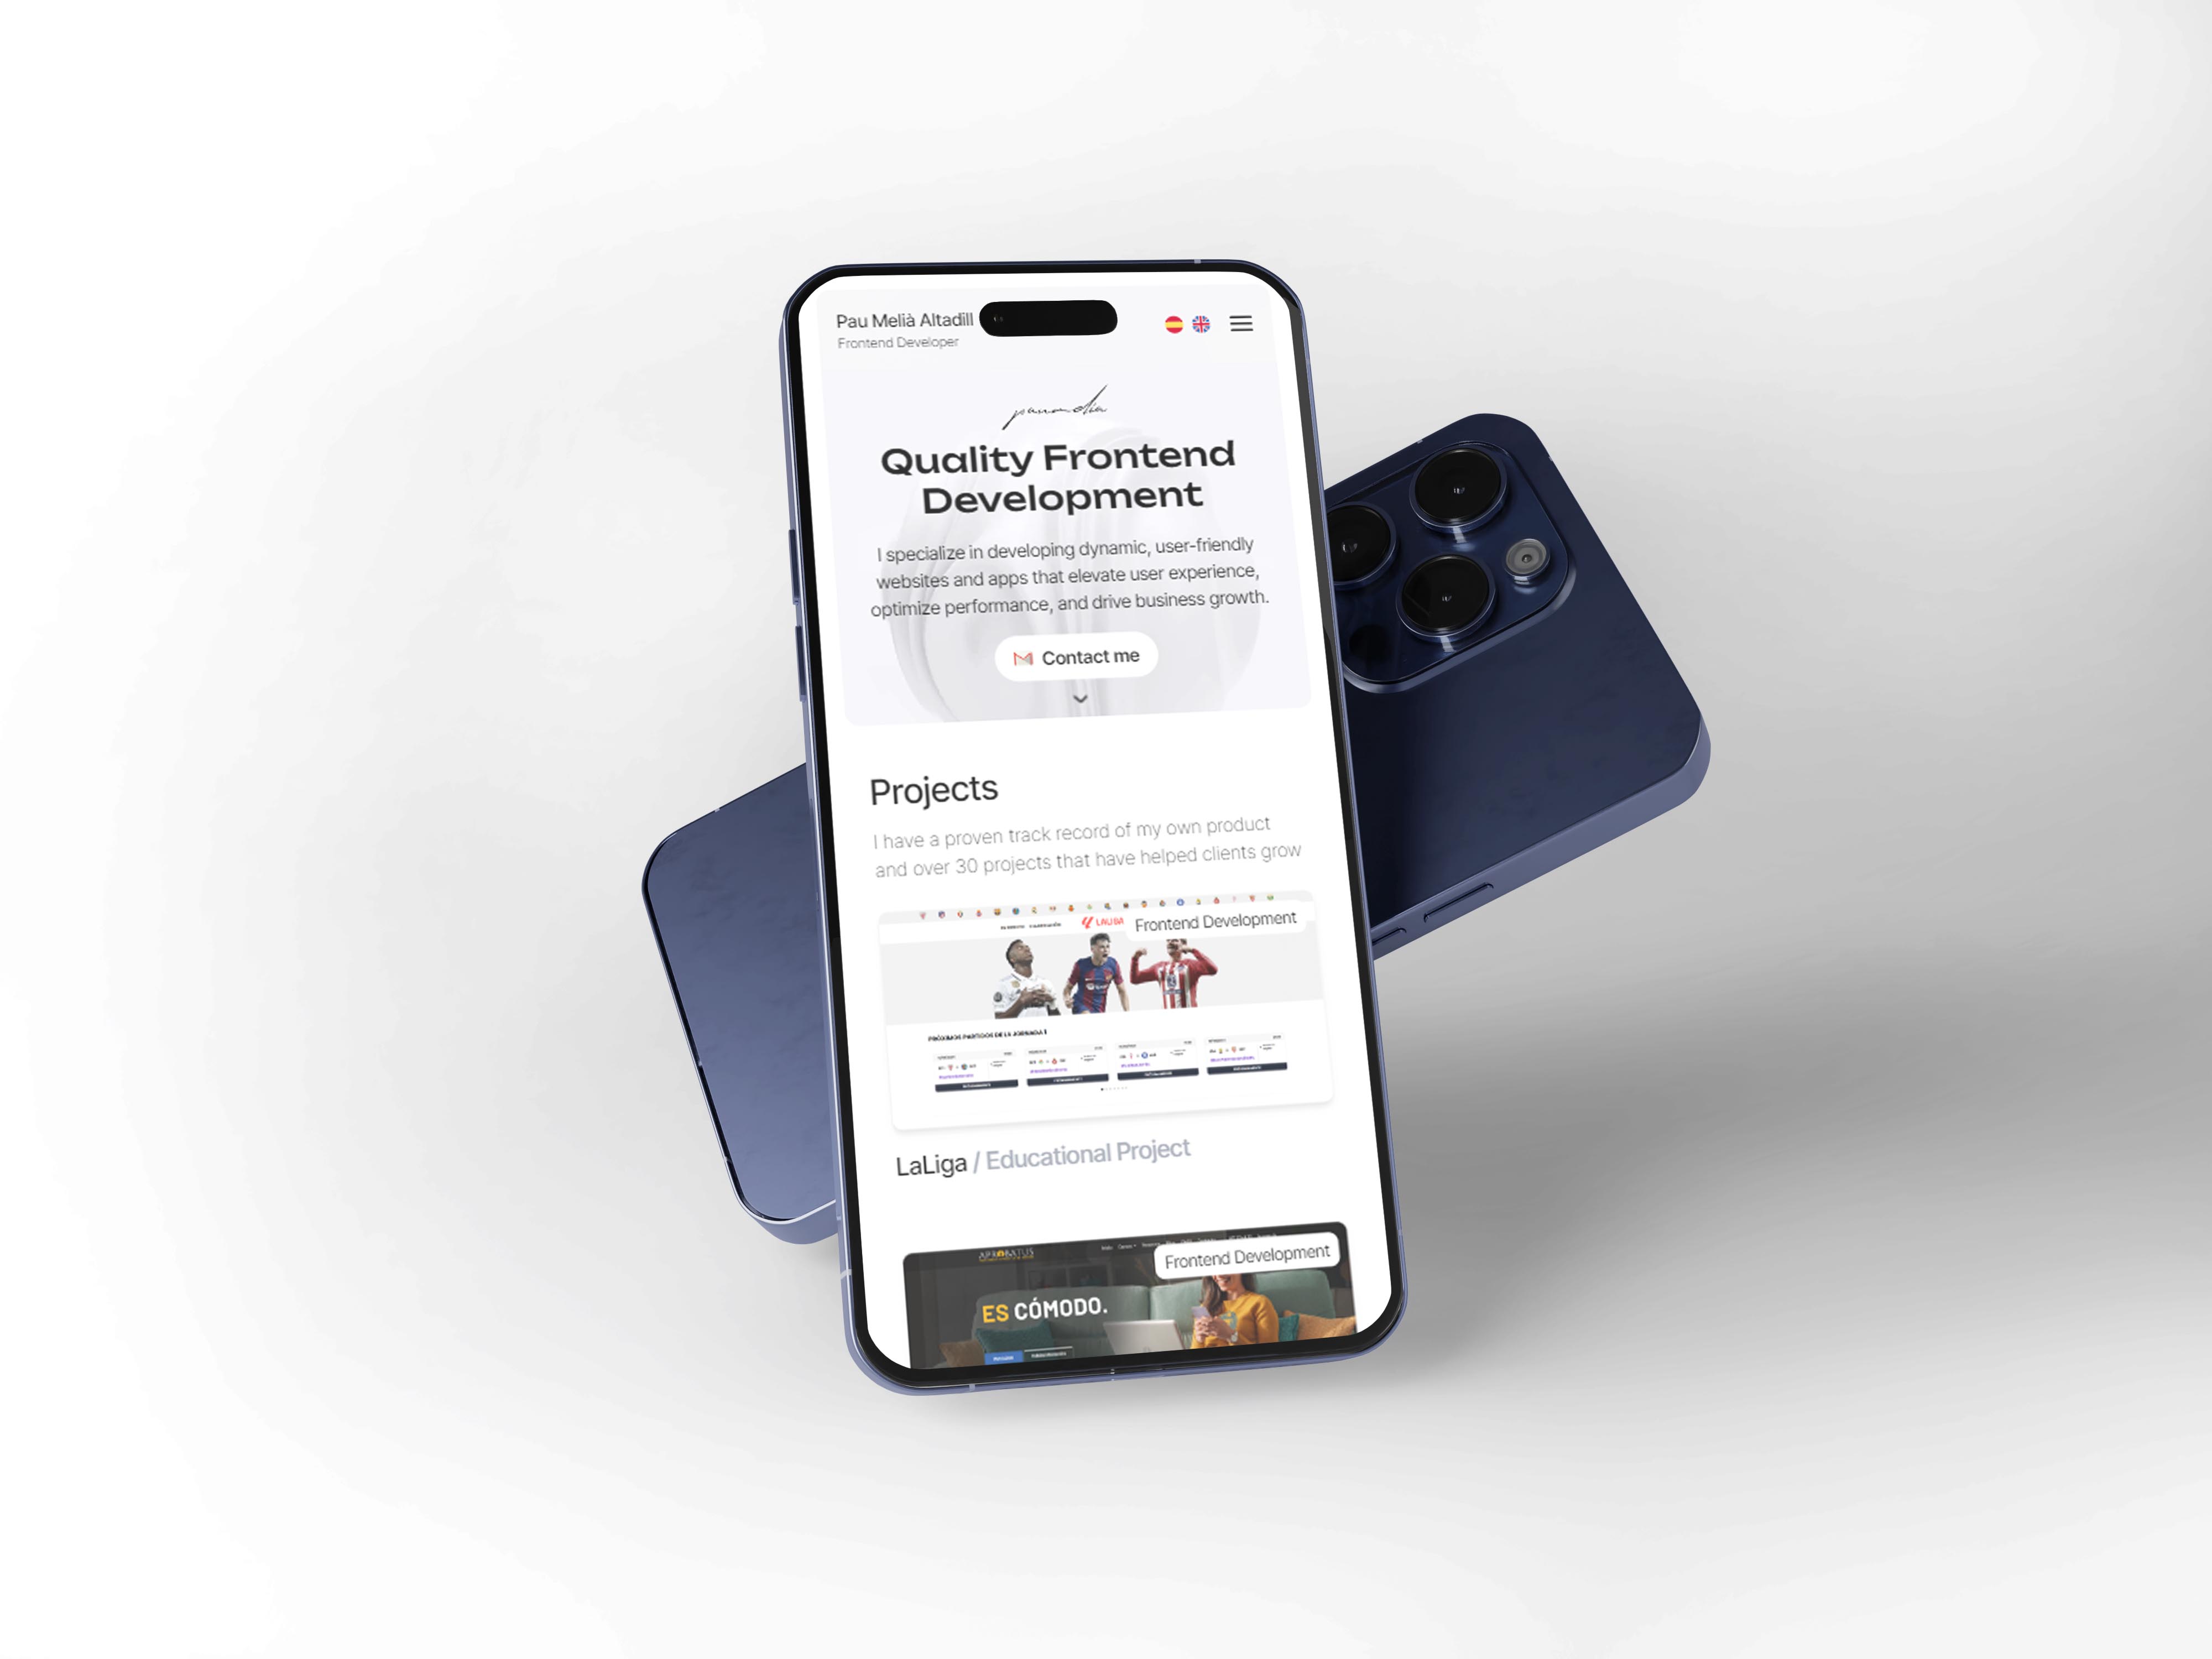 Pau Melià Altadill
Frontend Developer
paumelia
Quality Frontend
Development
I specialize in developing dynamic, user-friendly
websites and apps that elevate user experience,
optimize performance, and drive business growth.
Contact me
Projects
I have a proven track record of my own product
and over 30 projects that have helped clients grow
LALIGA
Frontend Development
PRÓXIMOS PARTIDOS DE LA JORNADA 1
LaLiga / Educational Project
APROBATUS
Frontend Development
ES CÓMODO.